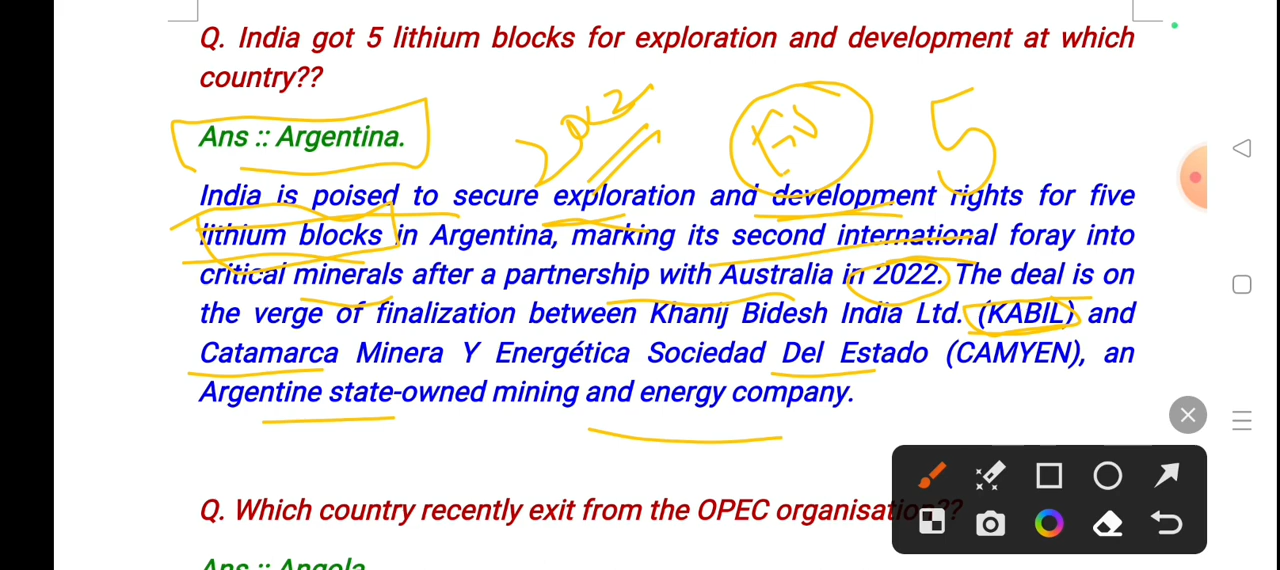 Q. India got 5 lithium blocks for exploration and development at which
country??
Ans :: Argentina.
2022
5
India is poised to secure exploration and development rights for five
lithium blocks in Argentina, marking its second international foray into
critical minerals after a partnership with Australia in 2022. The deal is on
the verge of finalization between Khanij Bidesh India Ltd. (KABIL) and
Catamarca Minera Y Energética Sociedad Del Estado (CAMYEN), an
Argentine state-owned mining and energy company.
Q. Which country recently exit from the OPEC organisation??
Ans :: Angola